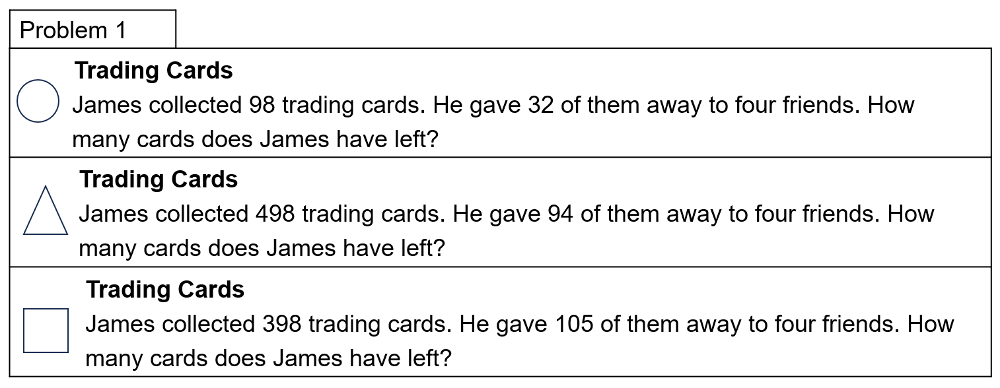 Problem 1
Trading Cards
James collected 98 trading cards. He gave 32 of them away to four friends. How
many cards does James have left?
Trading Cards
James collected 498 trading cards. He gave 94 of them away to four friends. How
many cards does James have left?
Trading Cards
James collected 398 trading cards. He gave 105 of them away to four friends. How
many cards does James have left?